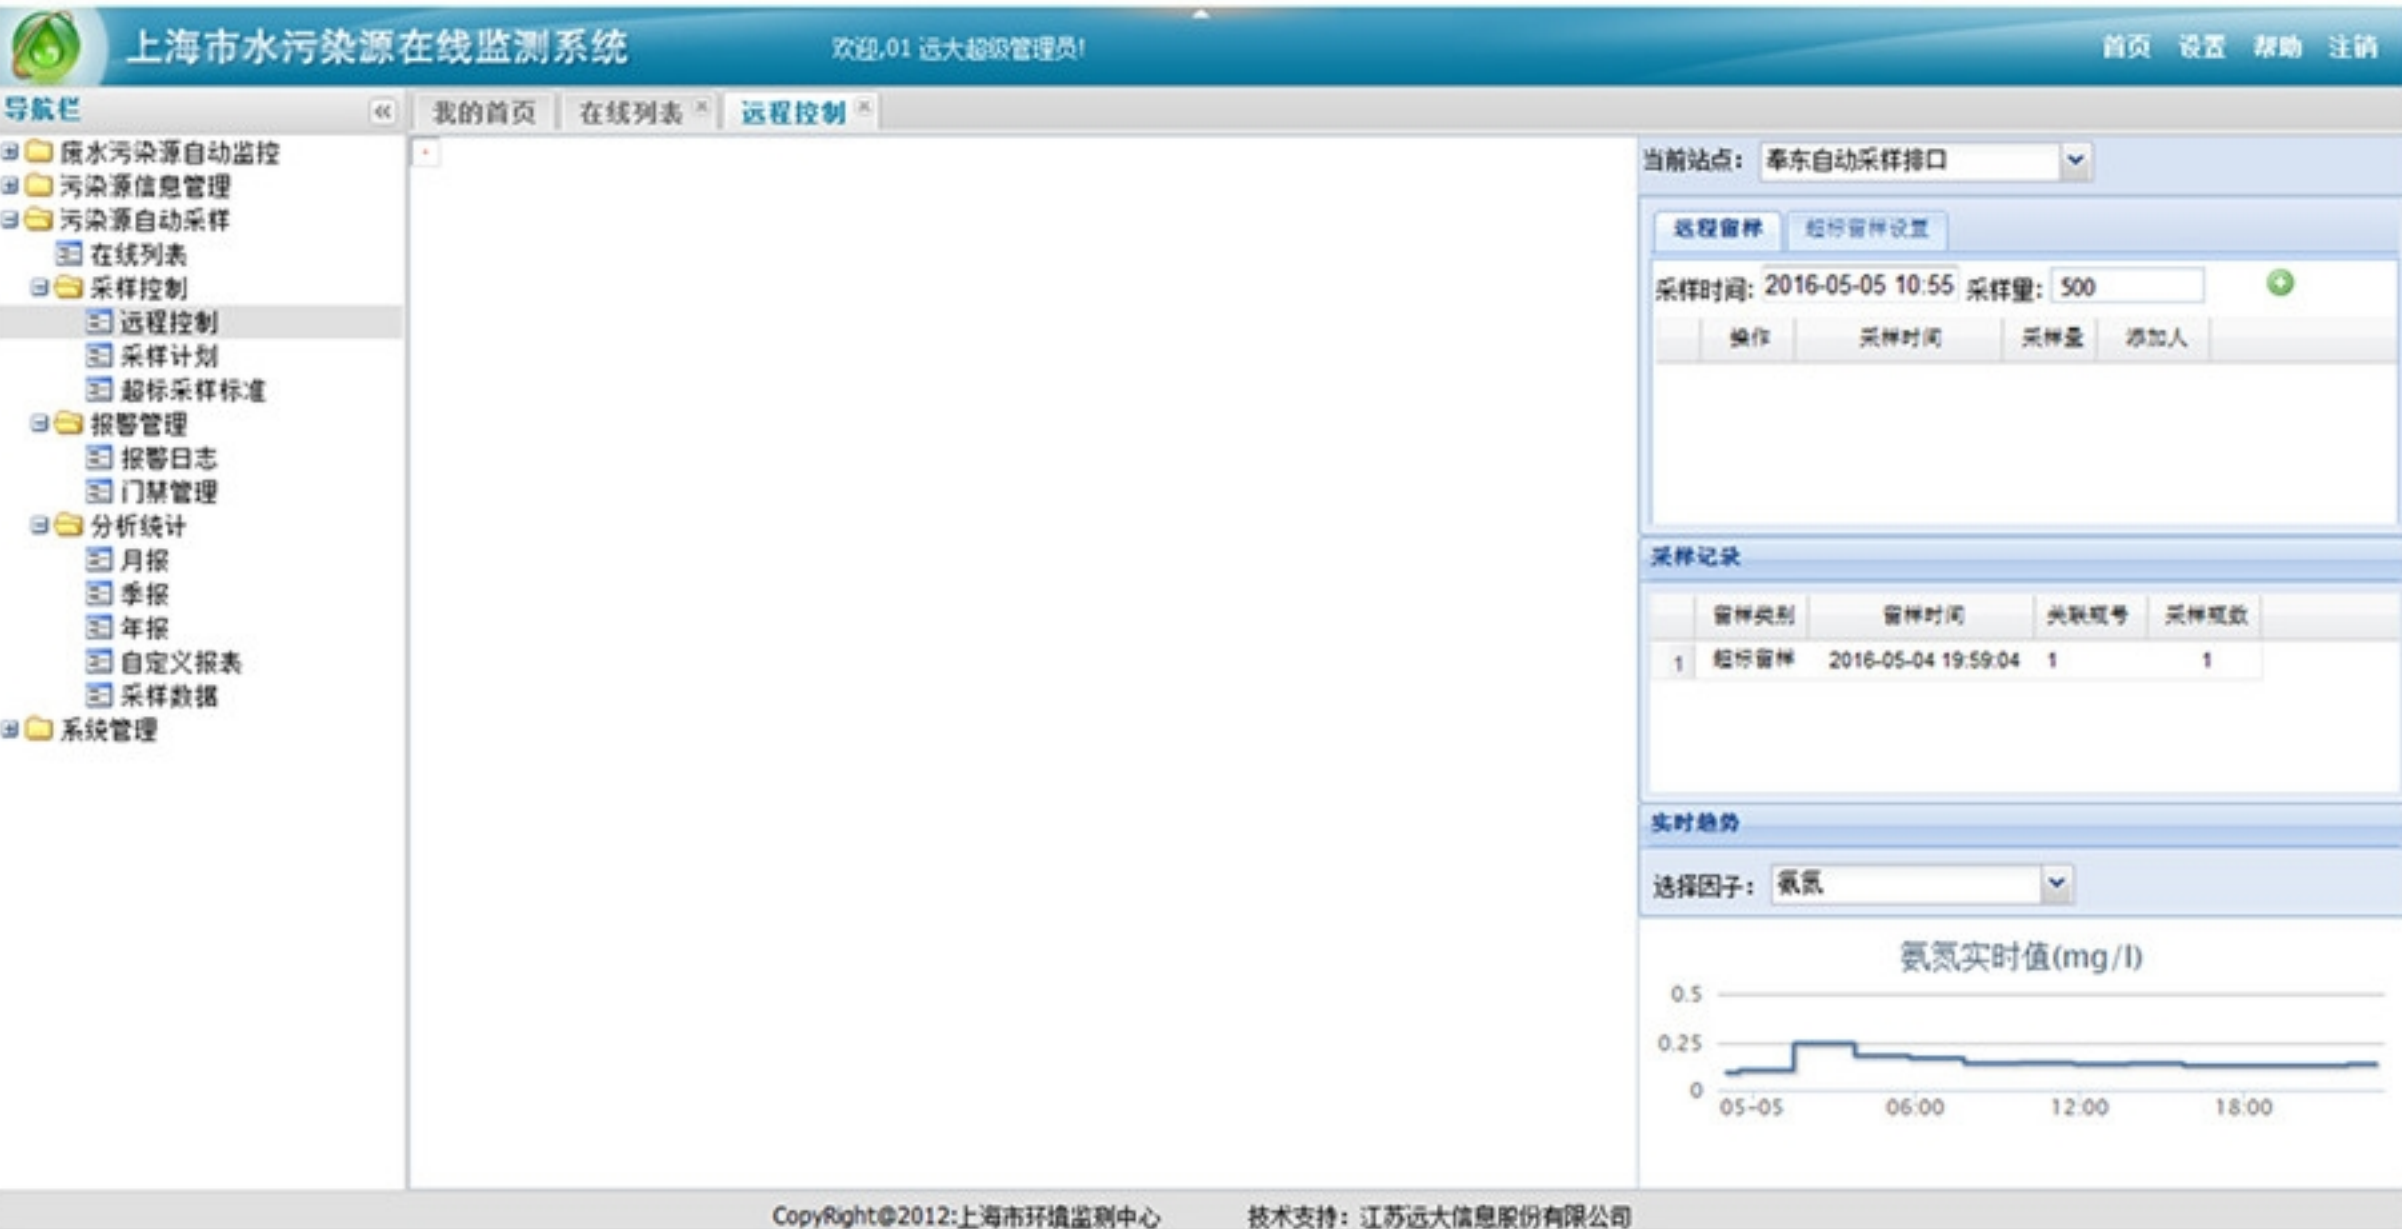 上海市水污染源在线监测系统
欢迎,01 远大超级管理员!
首页 设置 帮助 注销
导航栏
我的首页 在线列表 远程控制
废水污染源自动监控
污染源信息管理
污染源自动采样
在线列表
采样控制
远程控制
采样计划
超标采样标准
报警管理
报警日志
门禁管理
分析统计
月报
季报
年报
自定义报表
采样数据
系统管理
当前站点: 奉东自动采样排口
远程留样 超标留样设置
采样时间: 2016-05-05 10:55 采样量: 500
操作 采样时间 采样量 添加人
采样记录
留样类别 留样时间 关联瓶号 采样瓶数
1 超标留样 2016-05-04 19:59:04 1 1
实时趋势
选择因子: 氨氮
氨氮实时值(mg/l)
0.5
0.25
0
05-05 06:00 12:00 18:00
CopyRight@2012:上海市环境监测中心 技术支持: 江苏远大信息股份有限公司